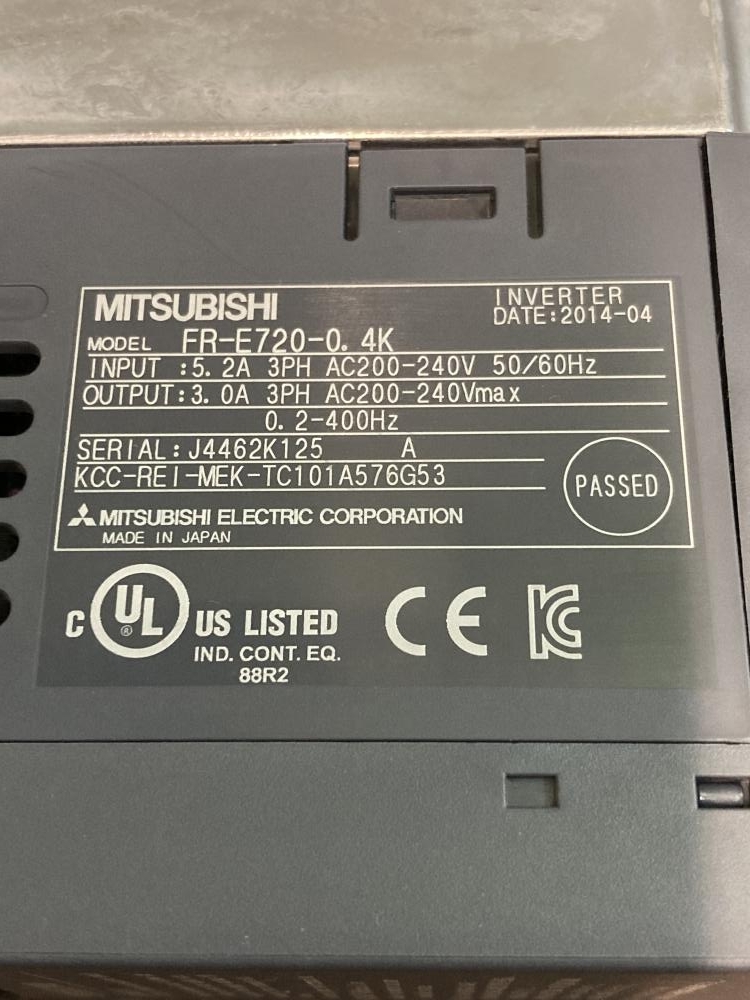 MITSUBISHI
INVERTER
DATE:2014-04
MODEL FR-E720-0.4K
INPUT :5.2A 3PH AC200-240V 50/60Hz
OUTPUT:3.0A 3PH AC200-240Vmax
0.2-400Hz
SERIAL:J4462K125 A
KCC-REI-MEK-TC101A576G53
PASSED
MITSUBISHI ELECTRIC CORPORATION
MADE IN JAPAN
C UL ® US LISTED
IND. CONT. EQ.
88R2
CE
KC